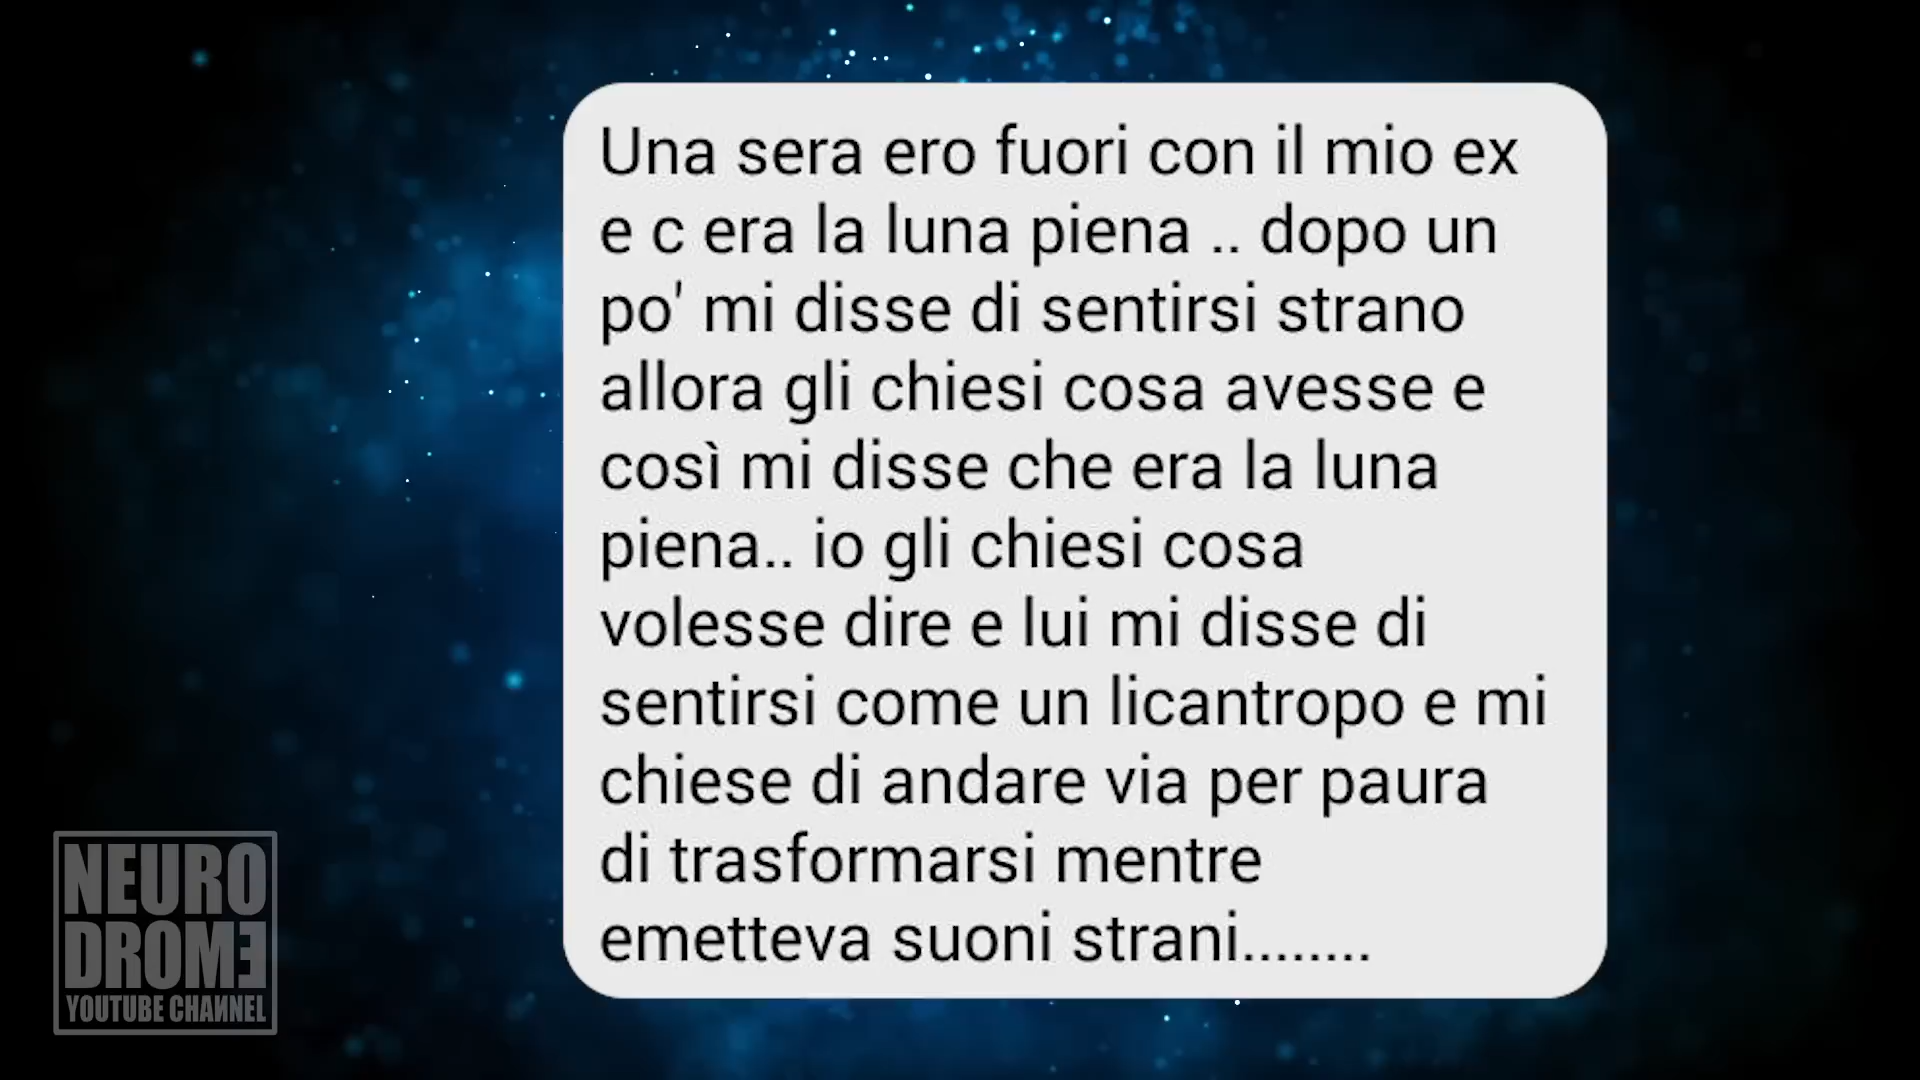 Una sera ero fuori con il mio ex
e c era la luna piena .. dopo un
po' mi disse di sentirsi strano
allora gli chiesi cosa avesse e
così mi disse che era la luna
piena.. io gli chiesi cosa
volesse dire e lui mi disse di
sentirsi come un licantropo e mi
chiese di andare via per paura
di trasformarsi mentre
emetteva suoni strani........
NEURO
DROME
YOUTUBE CHANNEL